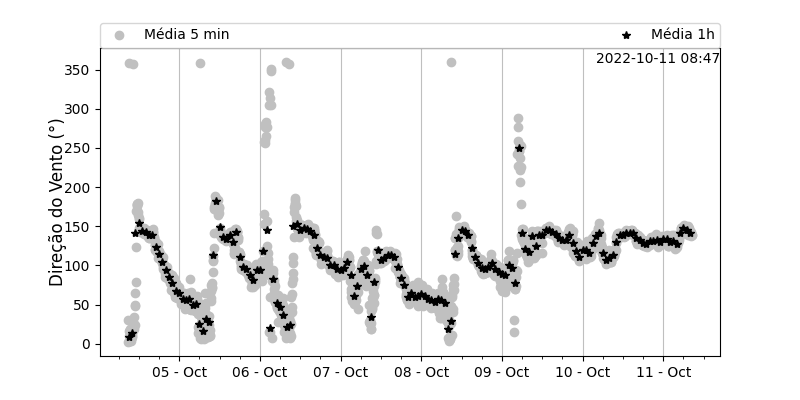 Média 5 min
Média 1h
2022-10-11 08:47
Direção do Vento (°)
350
300
250
200
150
100
50
0
05 - Oct
06 - Oct
07 - Oct
08 - Oct
09 - Oct
10 - Oct
11 - Oct